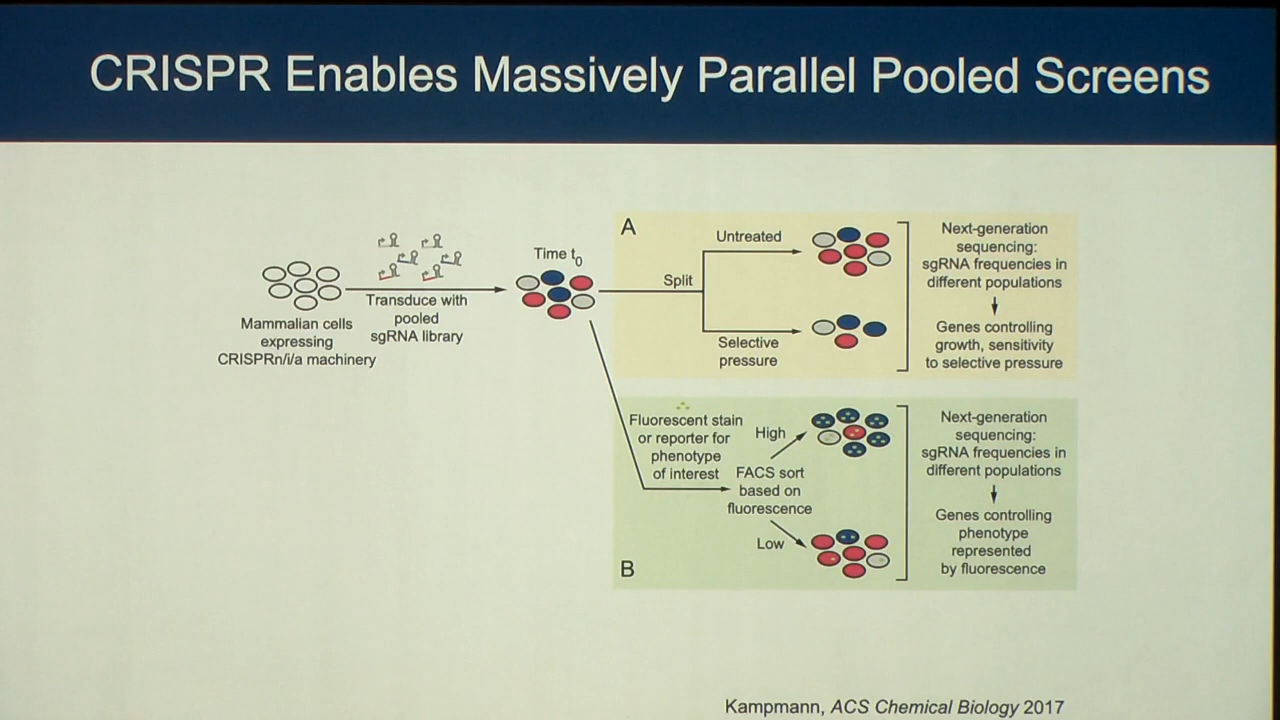 CRISPR Enables Massively Parallel Pooled Screens
Mammalian cells
expressing
CRISPRn/i/a machinery
Transduce with
pooled
sgRNA library
Time t0
A
Split
Untreated
Selective
pressure
Next-generation
sequencing:
sgRNA frequencies in
different populations
Genes controlling
growth, sensitivity
to selective pressure
B
Fluorescent stain
or reporter for
phenotype
of interest
FACS sort
based on
fluorescence
High
Low
Next-generation
sequencing:
sgRNA frequencies in
different populations
Genes controlling
phenotype
represented
by fluorescence
Kampmann, ACS Chemical Biology 2017